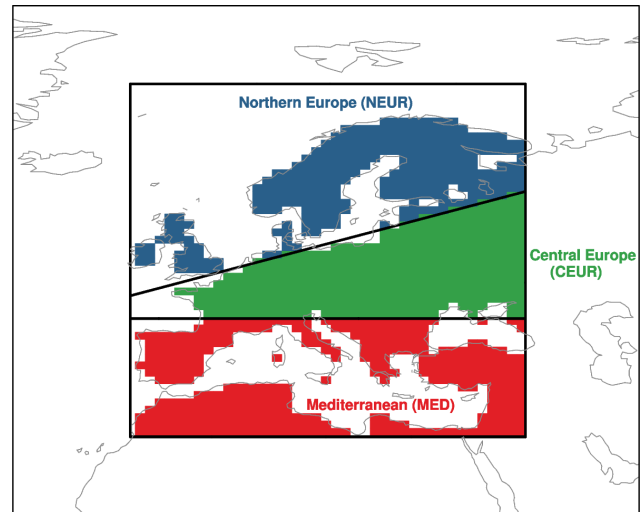 Northern Europe (NEUR)
Central Europe
(CEUR)
Mediterranean (MED)